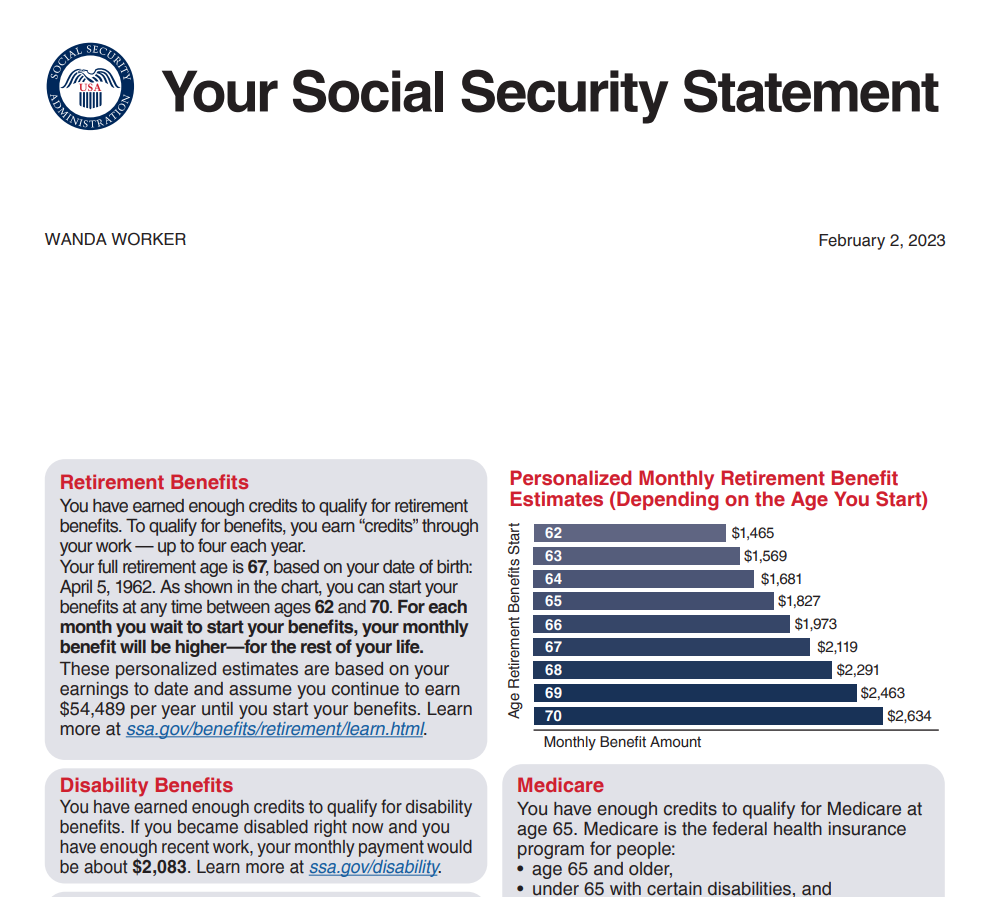 SOCIAL SECURITY ADMINISTRATION
USA
Your Social Security Statement
WANDA WORKER
February 2, 2023
Retirement Benefits
You have earned enough credits to qualify for retirement
benefits. To qualify for benefits, you earn “credits” through
your work — up to four each year.
Your full retirement age is 67, based on your date of birth:
April 5, 1962. As shown in the chart, you can start your
benefits at any time between ages 62 and 70. For each
month you wait to start your benefits, your monthly
benefit will be higher—for the rest of your life.
These personalized estimates are based on your
earnings to date and assume you continue to earn
$54,489 per year until you start your benefits. Learn
more at ssa.gov/benefits/retirement/learn.html.
Personalized Monthly Retirement Benefit
Estimates (Depending on the Age You Start)
Age Retirement Benefits Start
62 $1,465
63 $1,569
64 $1,681
65 $1,827
66 $1,973
67 $2,119
68 $2,291
69 $2,463
70 $2,634
Monthly Benefit Amount
Disability Benefits
You have earned enough credits to qualify for disability
benefits. If you became disabled right now and you
have enough recent work, your monthly payment would
be about $2,083. Learn more at ssa.gov/disability.
Medicare
You have enough credits to qualify for Medicare at
age 65. Medicare is the federal health insurance
program for people:
• age 65 and older,
• under 65 with certain disabilities, and